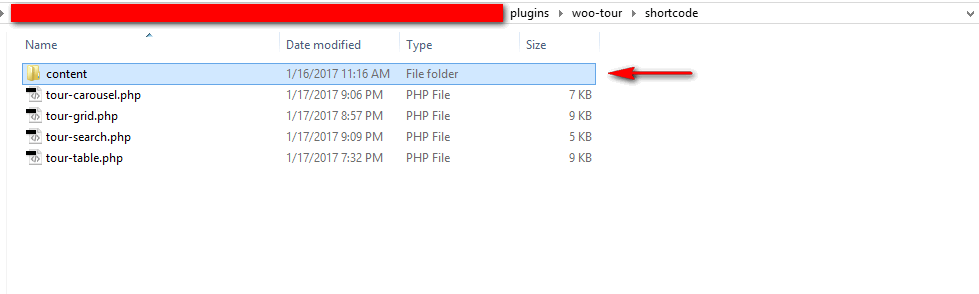 plugins woo-tour shortcode
Name Date modified Type Size
content 1/16/2017 11:16 AM File folder
tour-carousel.php 1/17/2017 9:06 PM PHP File 7 KB
tour-grid.php 1/17/2017 8:57 PM PHP File 9 KB
tour-search.php 1/17/2017 9:09 PM PHP File 5 KB
tour-table.php 1/17/2017 7:32 PM PHP File 9 KB